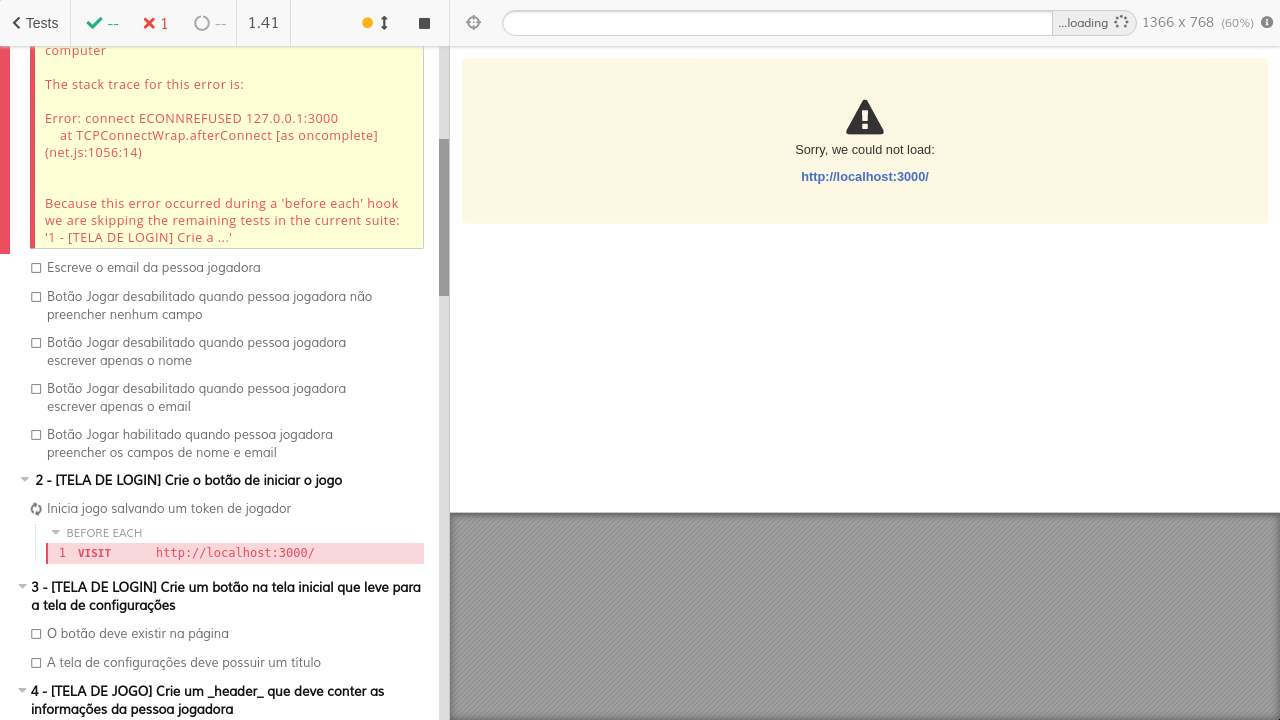 Tests
--
1
--
1.41
...loading
1366 x 768 (60%)
computer
The stack trace for this error is:
Error: connect ECONNREFUSED 127.0.0.1:3000
at TCPConnectWrap.afterConnect [as oncomplete]
(net.js:1056:14)
Because this error occurred during a 'before each' hook
we are skipping the remaining tests in the current suite:
'1 - [TELA DE LOGIN] Crie a ...'
Escreve o email da pessoa jogadora
Botão Jogar desabilitado quando pessoa jogadora não
preencher nenhum campo
Botão Jogar desabilitado quando pessoa jogadora
escrever apenas o nome
Botão Jogar desabilitado quando pessoa jogadora
escrever apenas o email
Botão Jogar habilitado quando pessoa jogadora
preencher os campos de nome e email
2 - [TELA DE LOGIN] Crie o botão de iniciar o jogo
Inicia jogo salvando um token de jogador
BEFORE EACH
1 VISIT http://localhost:3000/
3 - [TELA DE LOGIN] Crie um botão na tela inicial que leve para
a tela de configurações
O botão deve existir na página
A tela de configurações deve possuir um título
4 - [TELA DE JOGO] Crie um _header_ que deve conter as
informações da pessoa jogadora
Sorry, we could not load:
http://localhost:3000/